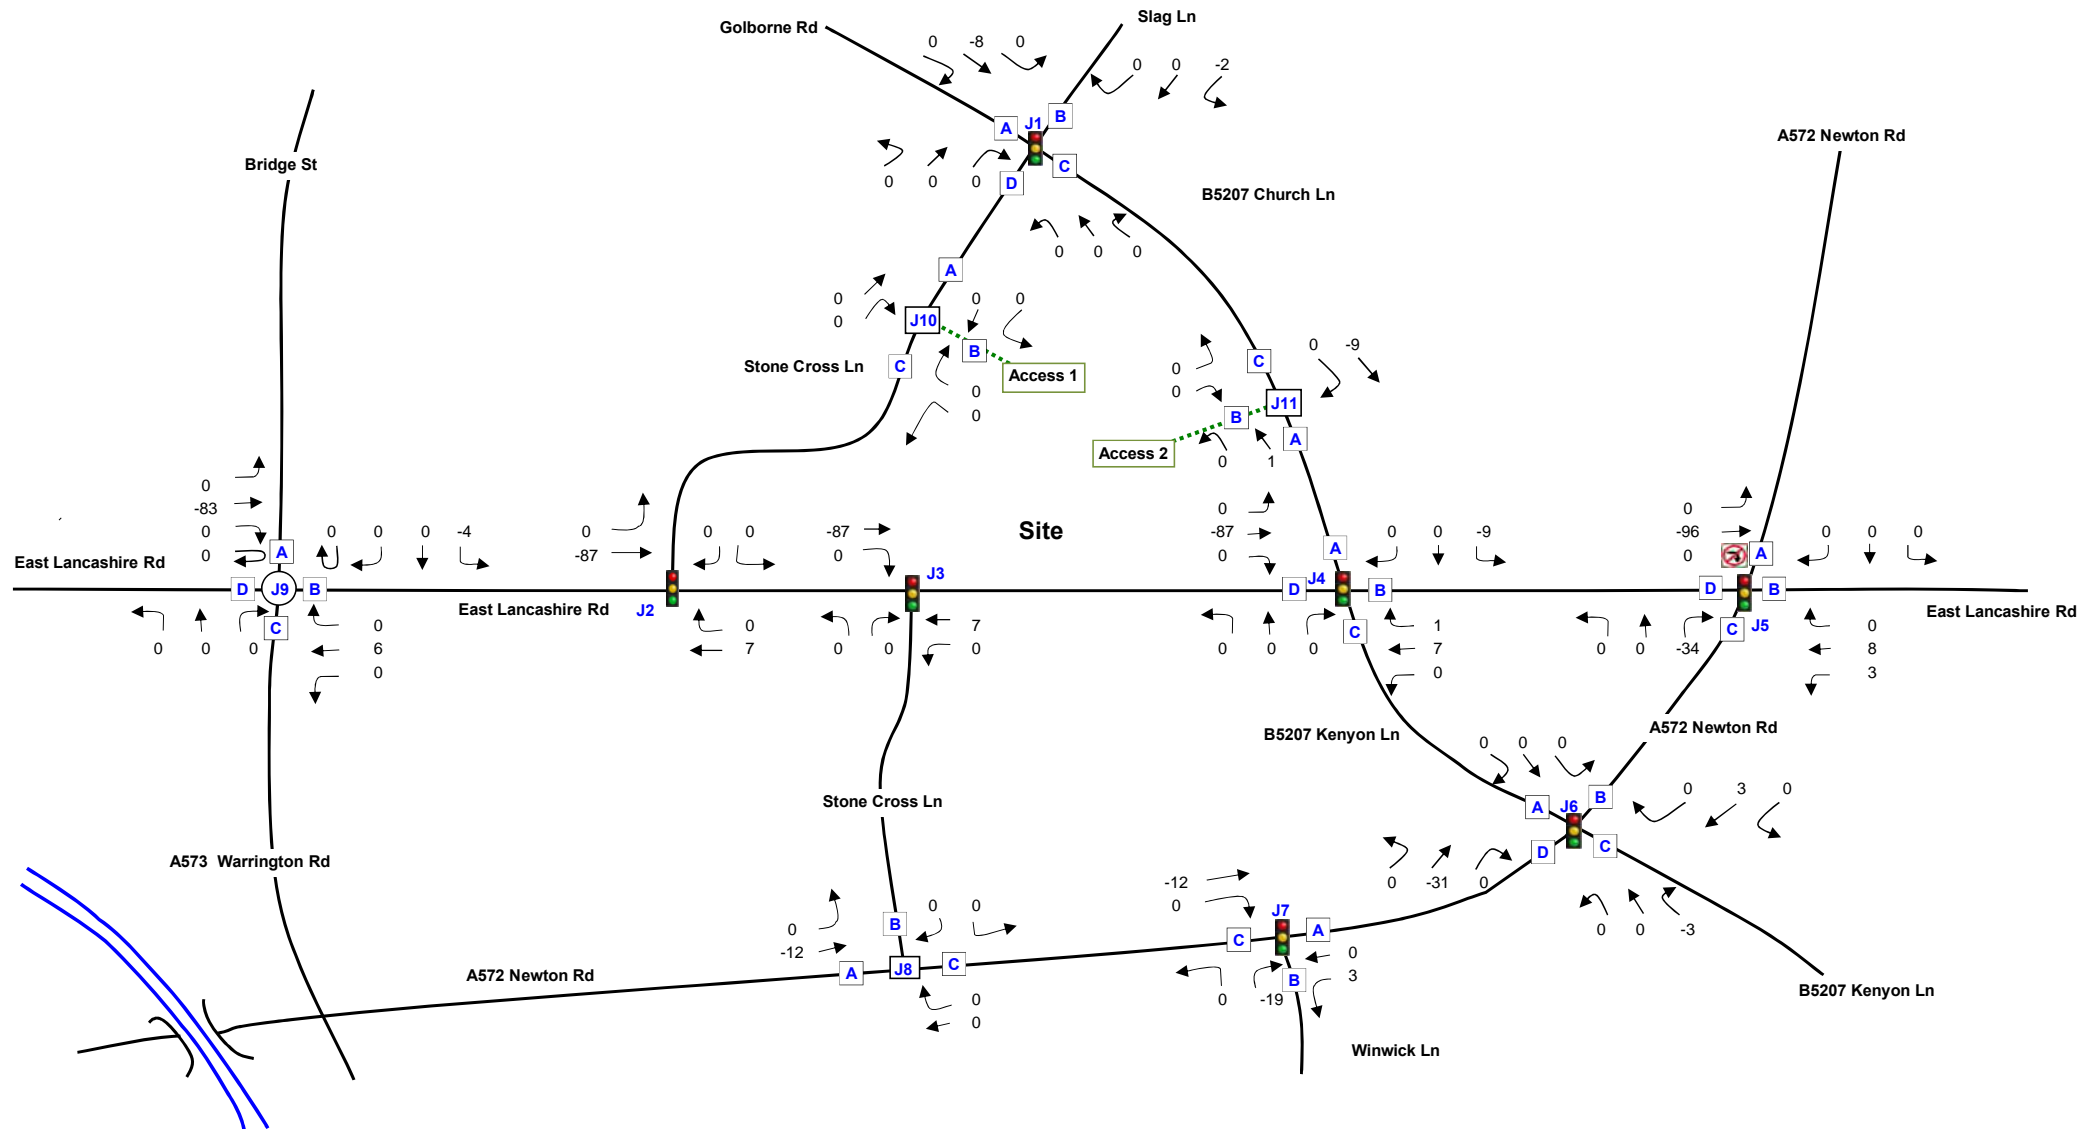 Slag Ln
Golborne Rd
0 -8 0
0 0 -2
B
J1
A
A572 Newton Rd
Bridge St
C
0 0 0
D
B5207 Church Ln
0 0 0
A
0
0 0
0
J10
B
Stone Cross Ln
C
Access 1
0
0
0 -9
C
0
0
J11
B
A
Access 2
0 1
0
-83
0
0
0 0 0 -4
A
East Lancashire Rd
D J9 B
C
0 0 0
0
6
0
East Lancashire Rd
0
-87
0 0
J2
0
7
-87
0
J3
0 0
7
0
Site
0
-87
0
A
0 0 -9
D J4 B
C
0 0 0
1
7
0
0
-96
0
A
0 0 0
D B
C J5
0 0 -34
0
8
3
East Lancashire Rd
B5207 Kenyon Ln
A572 Newton Rd
0 0 0
A J6 B
0 3 0
D C
0 -31 0
0 0 -3
B5207 Kenyon Ln
Stone Cross Ln
A573 Warrington Rd
A572 Newton Rd
0
-12
B
0 0
A J8 C
0
0
-12
0
J7
C A
0
3
B
0 -19
Winwick Ln